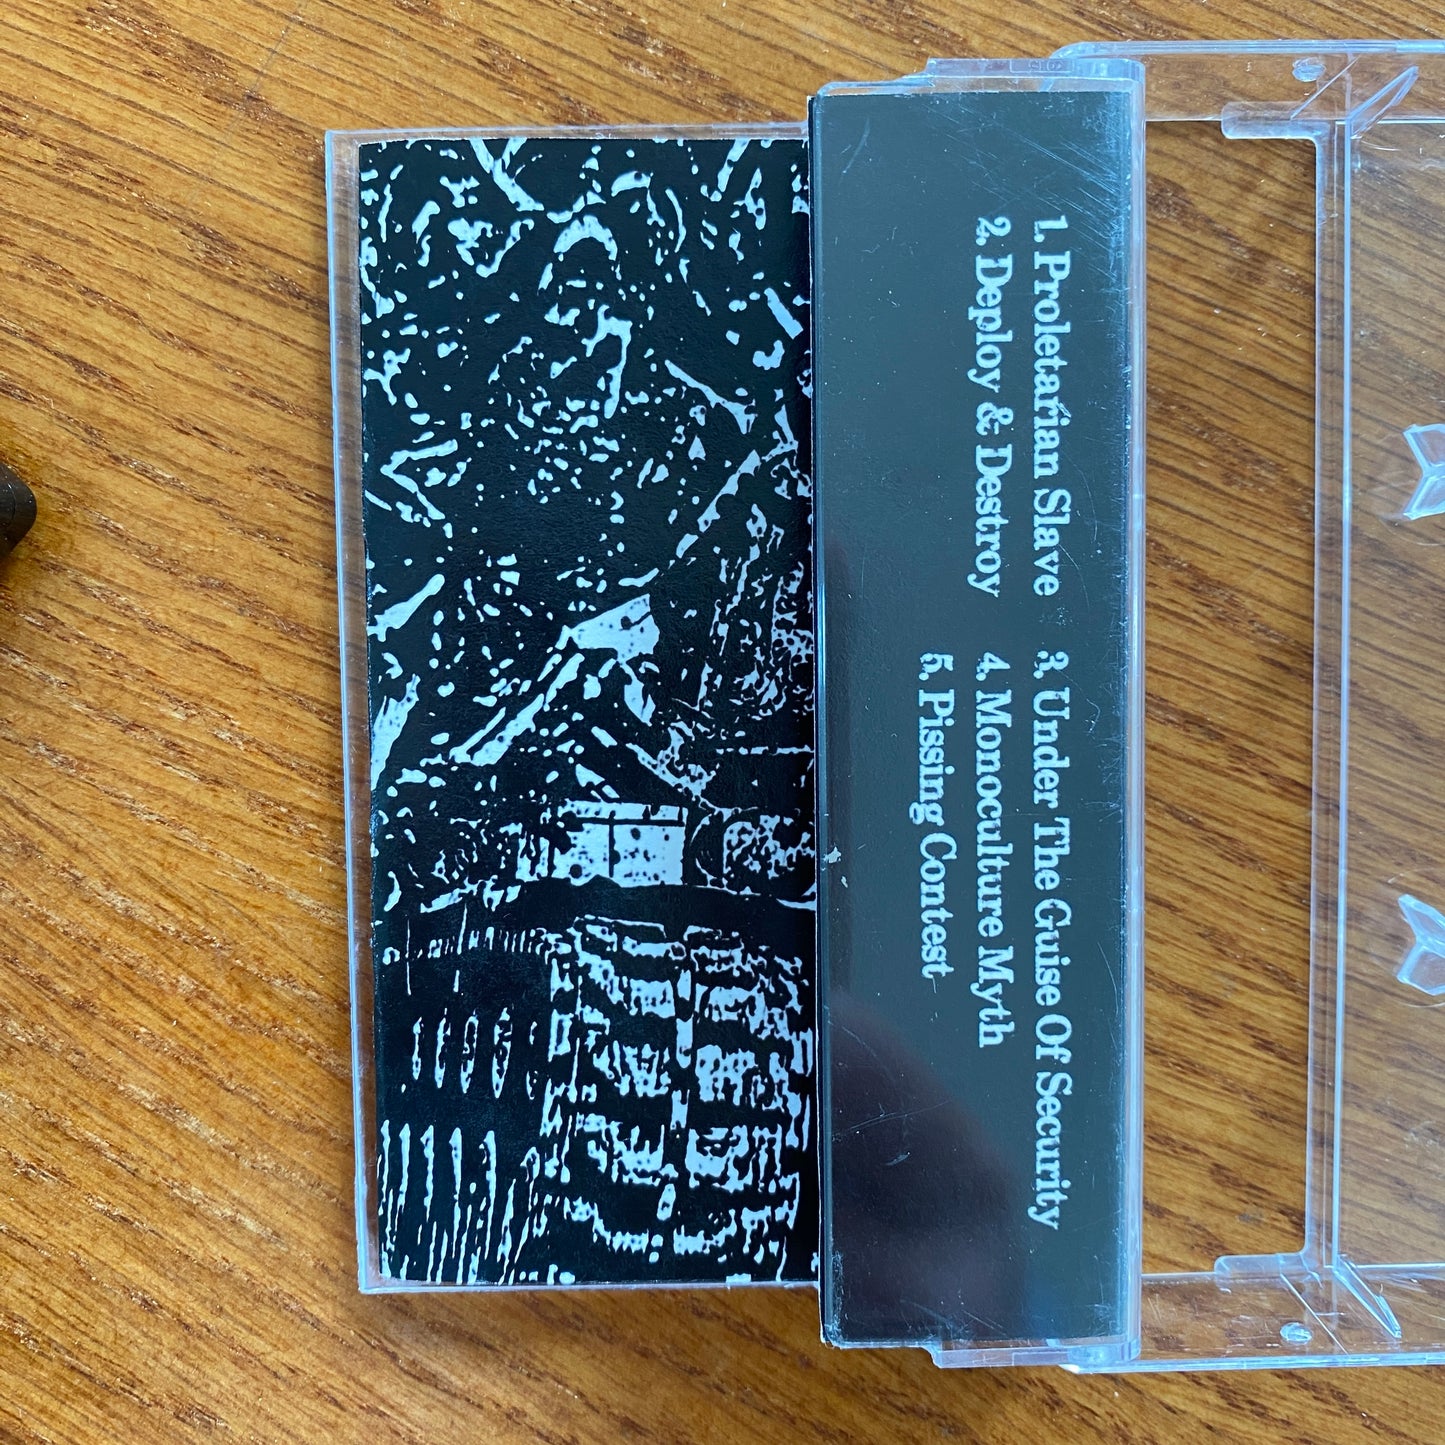 1. Proletarian Slave
2. Deploy & Destroy
3. Under The Guise Of Security
4. Monoculture Myth
5. Pissing Contest